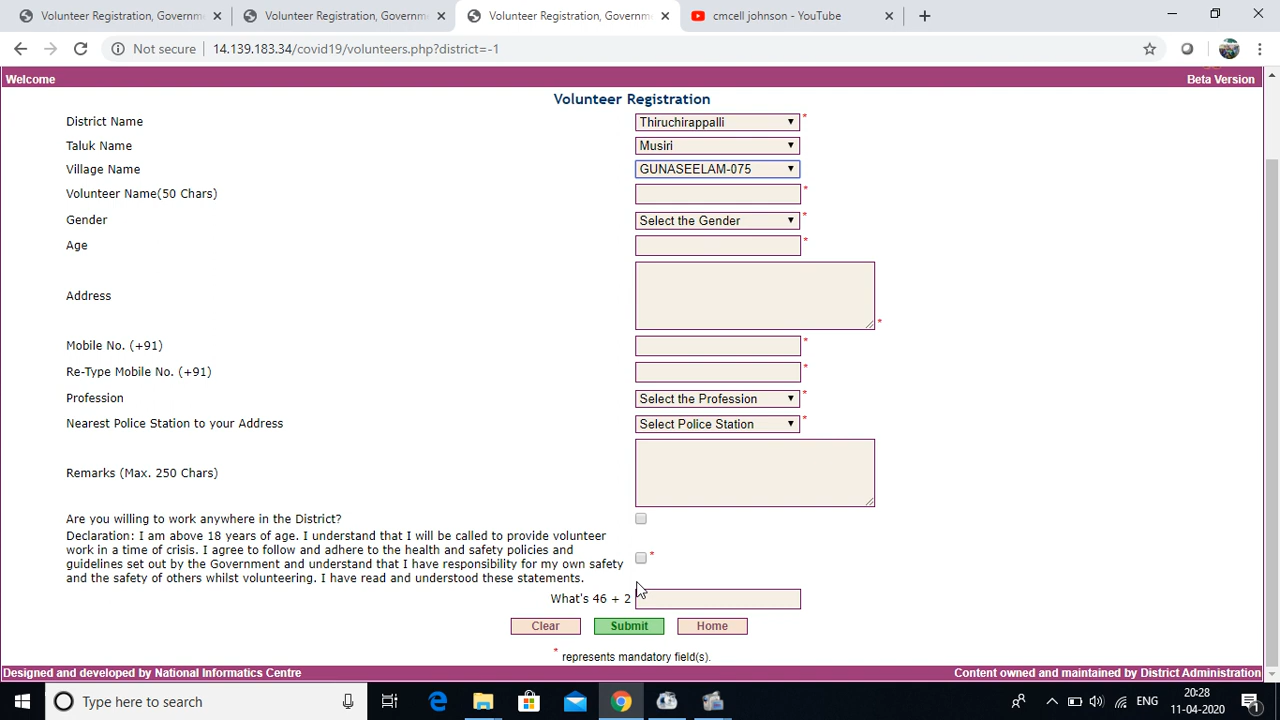 Volunteer Registration, Governm
Volunteer Registration, Governm
Volunteer Registration, Governm
cmcell johnson - YouTube
Not secure
14.139.183.34/covid19/volunteers.php?district=-1
Welcome
Beta Version
Volunteer Registration
District Name
Thiruchirappalli
*
Taluk Name
Musiri
Village Name
GUNASEELAM-075
Volunteer Name(50 Chars)
*
Gender
Select the Gender
*
Age
*
Address
*
Mobile No. (+91)
*
Re-Type Mobile No. (+91)
*
Profession
Select the Profession
*
Nearest Police Station to your Address
Select Police Station
*
Remarks (Max. 250 Chars)
Are you willing to work anywhere in the District?
Declaration: I am above 18 years of age. I understand that I will be called to provide volunteer
work in a time of crisis. I agree to follow and adhere to the health and safety policies and
guidelines set out by the Government and understand that I have responsibility for my own safety
and the safety of others whilst volunteering. I have read and understood these statements.
*
What's 46 + 2
Clear
Submit
Home
* represents mandatory field(s).
Designed and developed by National Informatics Centre
Content owned and maintained by District Administration
Type here to search
ENG
20:28
11-04-2020
1